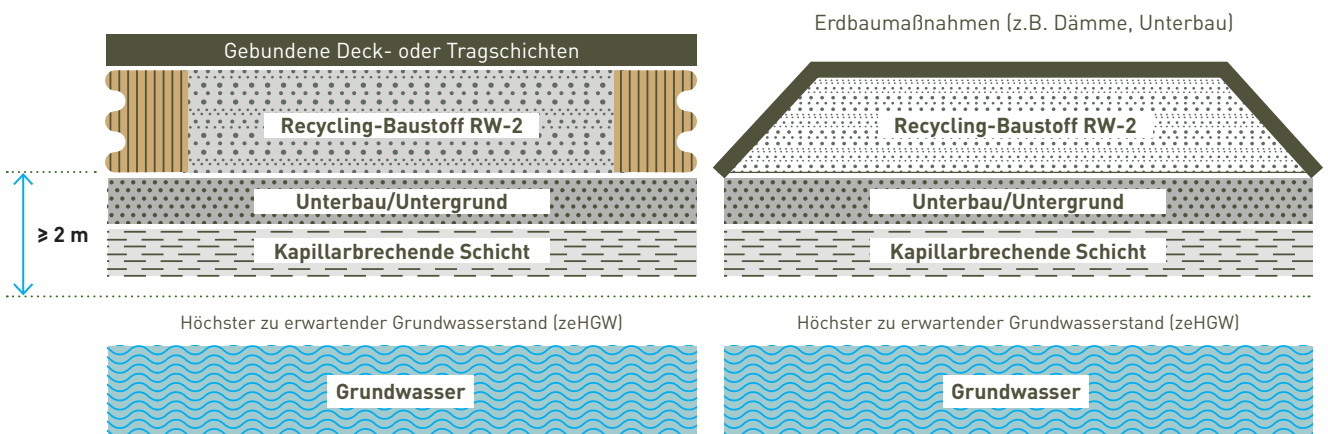 Erdbaumaßnahmen (z.B. Dämme, Unterbau)
Gebundene Deck- oder Tragschichten
Recycling-Baustoff RW-2
Recycling-Baustoff RW-2
Unterbau/Untergrund
Unterbau/Untergrund
≥ 2 m
Kapillarbrechende Schicht
Kapillarbrechende Schicht
Höchster zu erwartender Grundwasserstand (zeHGW)
Höchster zu erwartender Grundwasserstand (zeHGW)
Grundwasser
Grundwasser